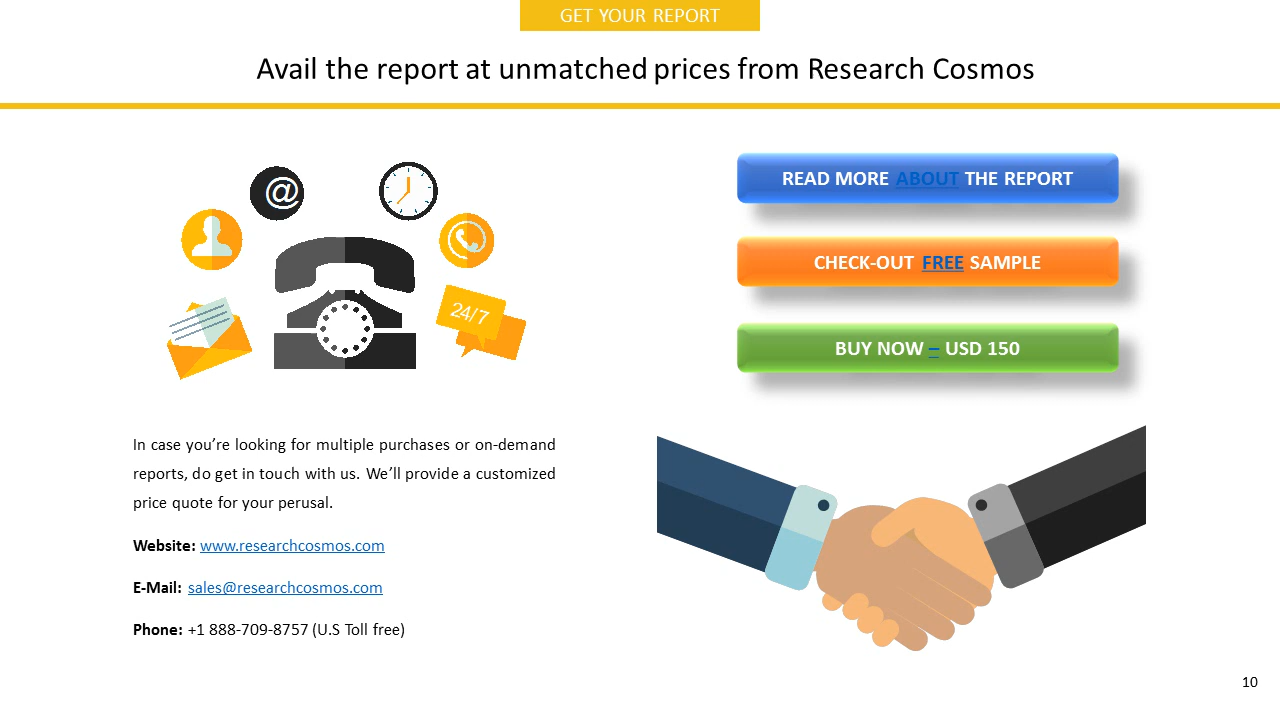 GET YOUR REPORT
Avail the report at unmatched prices from Research Cosmos
@
24/7
READ MORE ABOUT THE REPORT
CHECK-OUT FREE SAMPLE
BUY NOW – USD 150
In case you’re looking for multiple purchases or on-demand
reports, do get in touch with us. We’ll provide a customized
price quote for your perusal.
Website: www.researchcosmos.com
E-Mail: sales@researchcosmos.com
Phone: +1 888-709-8757 (U.S Toll free)
10